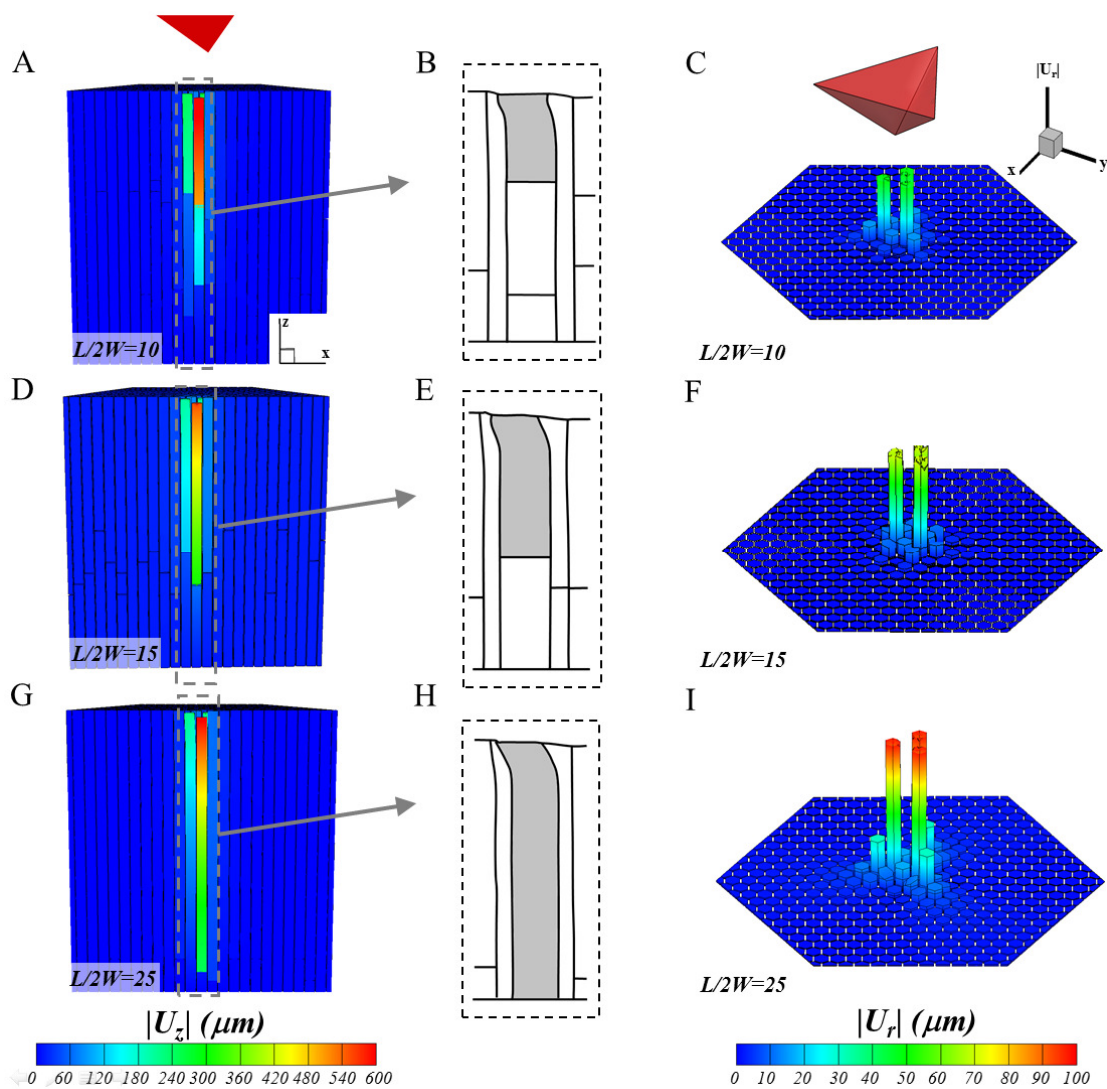 A
B
C
|Uᵣ|
x
y
z
x
L/2W=10
L/2W=10
D
E
F
L/2W=15
L/2W=15
G
H
I
L/2W=25
L/2W=25
|U_z| (μm)
0 60 120 180 240 300 360 420 480 540 600
|Uᵣ| (μm)
0 10 20 30 40 50 60 70 80 90 100